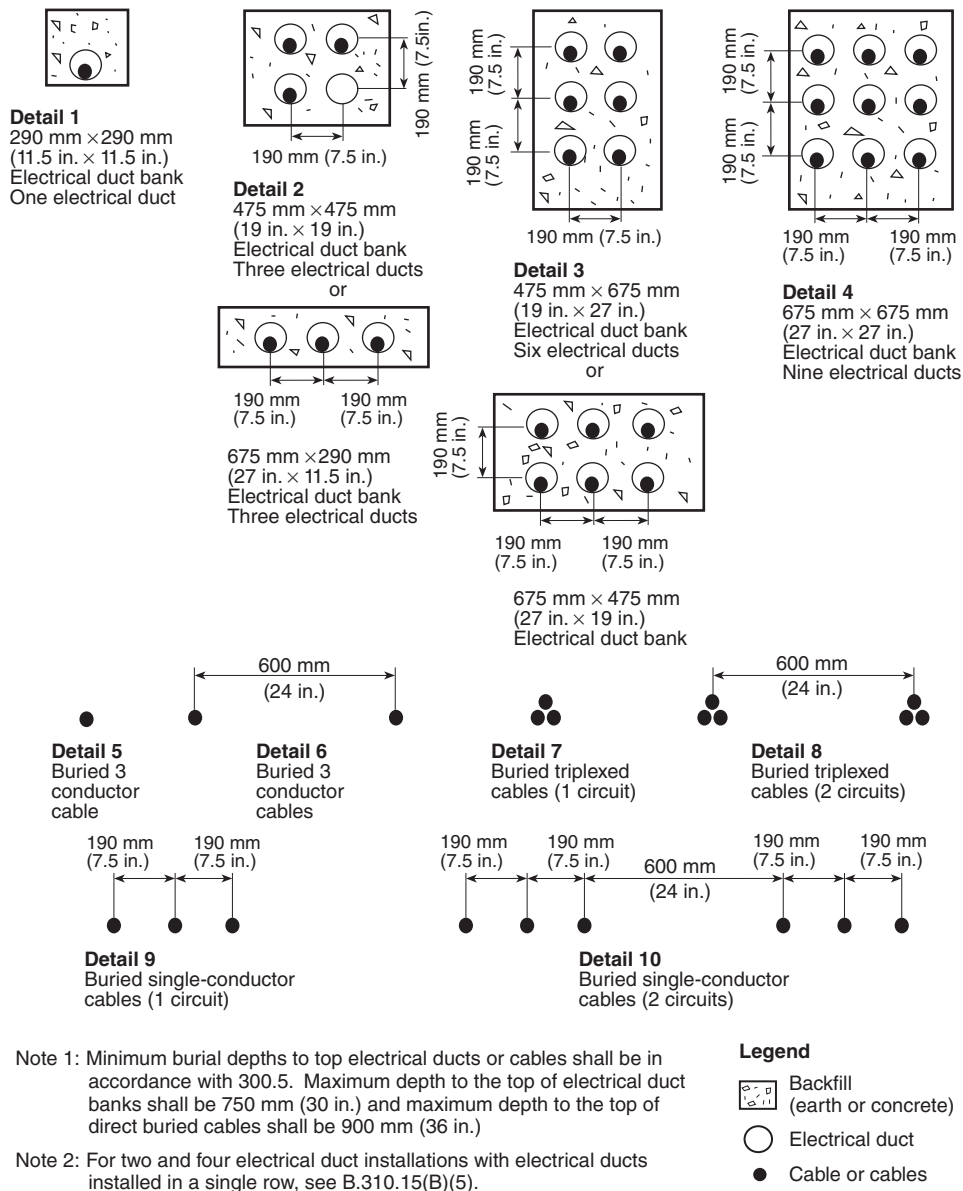 Detail 1
290 mm ×290 mm
(11.5 in. × 11.5 in.)
Electrical duct bank
One electrical duct
190 mm (7.5in.)
190 mm (7.5 in.)
Detail 2
475 mm ×475 mm
(19 in. × 19 in.)
Electrical duct bank
Three electrical ducts
or
190 mm
(7.5 in.)
190 mm
(7.5 in.)
675 mm ×290 mm
(27 in. × 11.5 in.)
Electrical duct bank
Three electrical ducts
190 mm
(7.5 in.)
190 mm
(7.5 in.)
190 mm (7.5 in.)
Detail 3
475 mm × 675 mm
(19 in. × 27 in.)
Electrical duct bank
Six electrical ducts
or
190 mm
(7.5 in.)
190 mm
(7.5 in.)
190 mm
(7.5 in.)
675 mm × 475 mm
(27 in. × 19 in.)
Electrical duct bank
190 mm
(7.5 in.)
190 mm
(7.5 in.)
190 mm
(7.5 in.)
190 mm
(7.5 in.)
Detail 4
675 mm × 675 mm
(27 in. × 27 in.)
Electrical duct bank
Nine electrical ducts
Detail 5
Buried 3
conductor
cable
600 mm
(24 in.)
Detail 6
Buried 3
conductor
cables
Detail 7
Buried triplexed
cables (1 circuit)
600 mm
(24 in.)
Detail 8
Buried triplexed
cables (2 circuits)
190 mm
(7.5 in.)
190 mm
(7.5 in.)
Detail 9
Buried single-conductor
cables (1 circuit)
190 mm
(7.5 in.)
190 mm
(7.5 in.)
600 mm
(24 in.)
190 mm
(7.5 in.)
190 mm
(7.5 in.)
Detail 10
Buried single-conductor
cables (2 circuits)
Note 1: Minimum burial depths to top electrical ducts or cables shall be in
accordance with 300.5. Maximum depth to the top of electrical duct
banks shall be 750 mm (30 in.) and maximum depth to the top of
direct buried cables shall be 900 mm (36 in.)
Note 2: For two and four electrical duct installations with electrical ducts
installed in a single row, see B.310.15(B)(5).
Legend
Backfill
(earth or concrete)
Electrical duct
Cable or cables